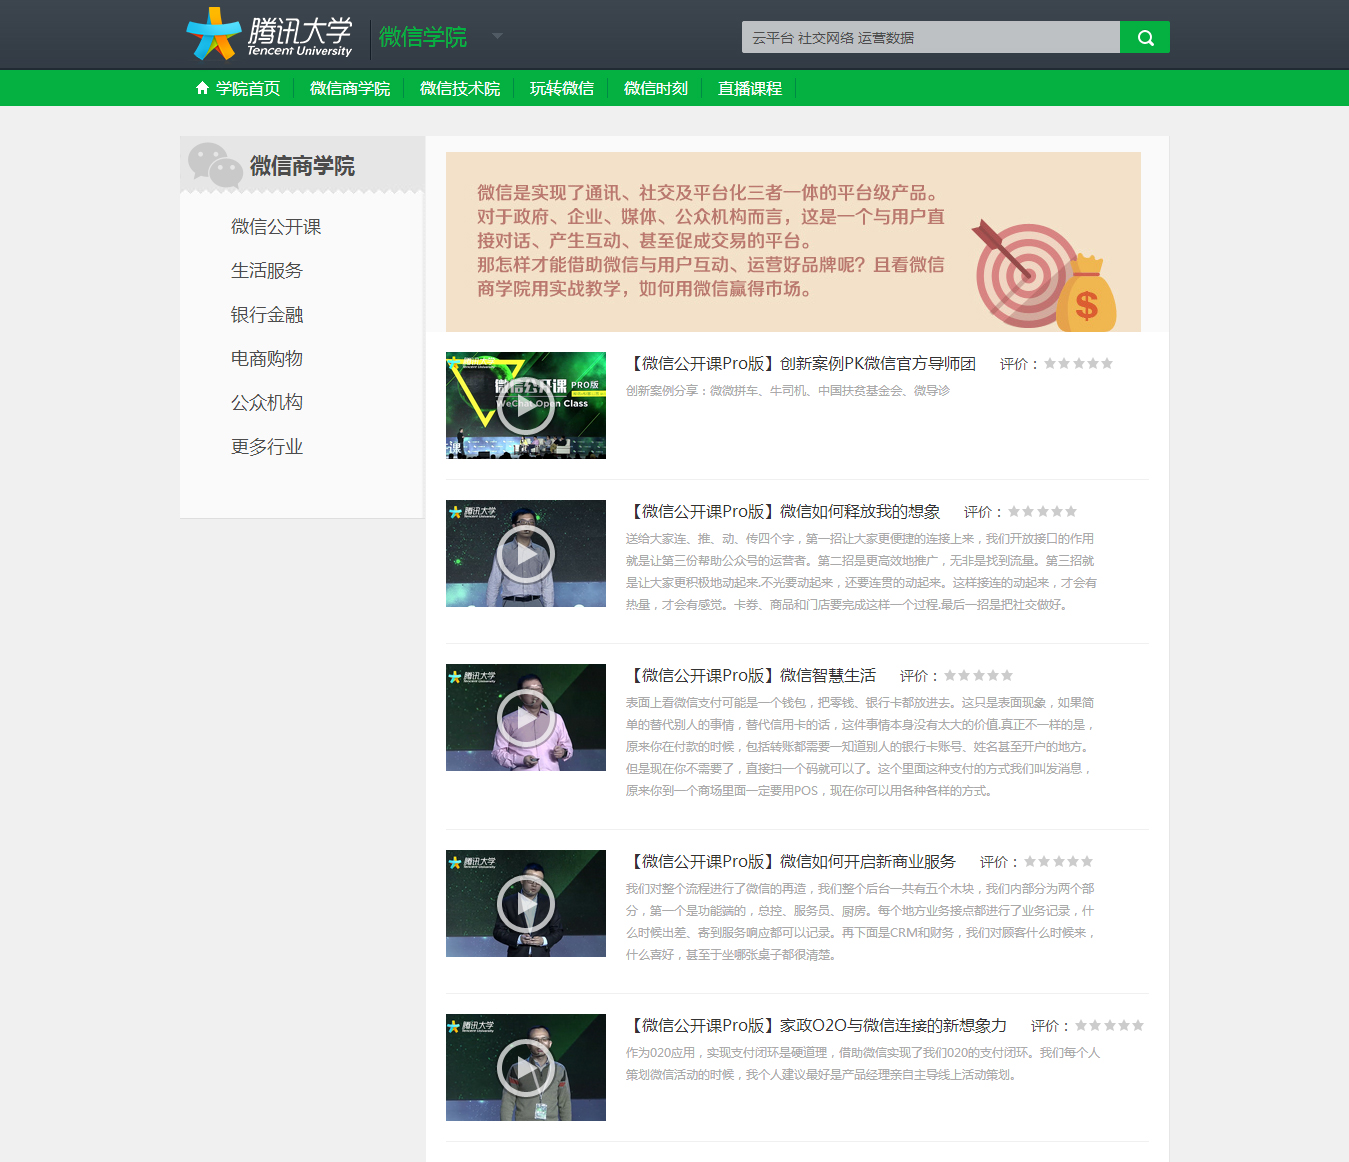 腾讯大学
Tencent University
微信学院
云平台 社交网络 运营数据
学院首页 微信商学院 微信技术院 玩转微信 微信时刻 直播课程
微信商学院
微信公开课
生活服务
银行金融
电商购物
公众机构
更多行业
微信是实现了通讯、社交及平台化三者一体的平台级产品。
对于政府、企业、媒体、公众机构而言，这是一个与用户直
接对话、产生互动、甚至促成交易的平台。
那怎样才能借助微信与用户互动、运营好品牌呢？且看微信
商学院用实战教学，如何用微信赢得市场。
$
腾讯大学
微信公开课 PRO版
WeChat Open Class
课
【微信公开课Pro版】创新案例PK微信官方导师团 评价：
创新案例分享：微微拼车、牛司机、中国扶贫基金会、微导诊
腾讯大学
Tencent University
【微信公开课Pro版】微信如何释放我的想象 评价：
送给大家连、推、动、传四个字，第一招让大家更便捷的连接上来，我们开放接口的作用
就是让第三份帮助公众号的运营者。第二招是更高效地推广，无非是找到流量。第三招就
是让大家更积极地动起来.不光要动起来，还要连贯的动起来。这样接连的动起来，才会有
热量，才会有感觉。卡券、商品和门店要完成这样一个过程.最后一招是把社交做好。
腾讯大学
Tencent University
【微信公开课Pro版】微信智慧生活 评价：
表面上看微信支付可能是一个钱包，把零钱、银行卡都放进去。这只是表面现象，如果简
单的替代别人的事情，替代信用卡的话，这件事情本身没有太大的价值.真正不一样的是，
原来你在付款的时候，包括转账都需要一知道别人的银行卡账号、姓名甚至开户的地方。
但是现在你不需要了，直接扫一个码就可以了。这个里面这种支付的方式我们叫发消息，
原来你到一个商场里面一定要用POS，现在你可以用各种各样的方式。
腾讯大学
Tencent University
【微信公开课Pro版】微信如何开启新商业服务 评价：
我们对整个流程进行了微信的再造，我们整个后台一共有五个木块，我们内部分为两个部
分，第一个是功能端的，总控、服务员、厨房。每个地方业务接点都进行了业务记录，什
么时候出差、寄到服务响应都可以记录。再下面是CRM和财务，我们对顾客什么时候来，
什么喜好，甚至于坐哪张桌子都很清楚。
腾讯大学
Tencent University
【微信公开课Pro版】家政O2O与微信连接的新想象力 评价：
作为020应用，实现支付闭环是硬道理，借助微信实现了我们020的支付闭环。我们每个人
策划微信活动的时候，我个人建议最好是产品经理亲自主导线上活动策划。